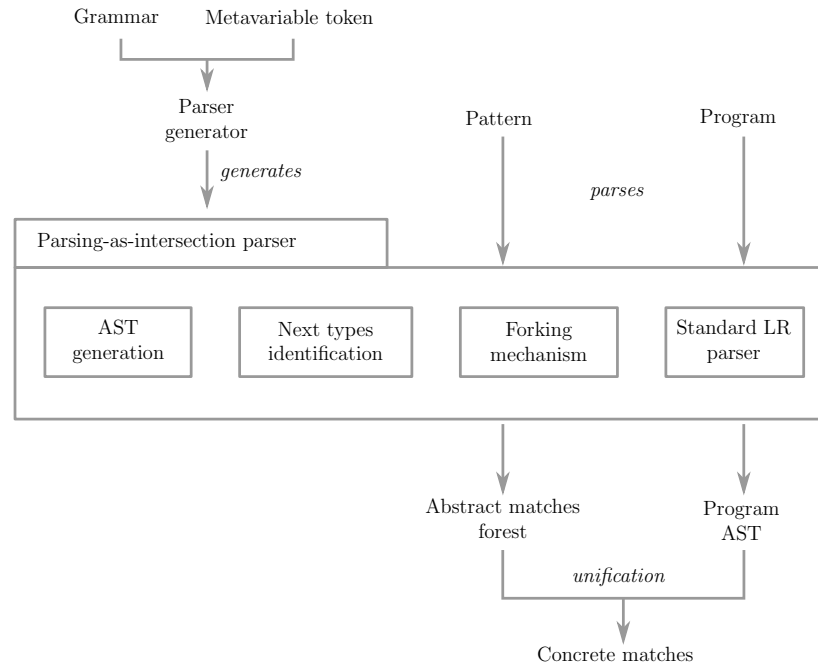 Grammar
Metavariable token
Parser
generator
Pattern
Program
generates
parses
Parsing-as-intersection parser
AST
generation
Next types
identification
Forking
mechanism
Standard LR
parser
Abstract matches
forest
Program
AST
unification
Concrete matches